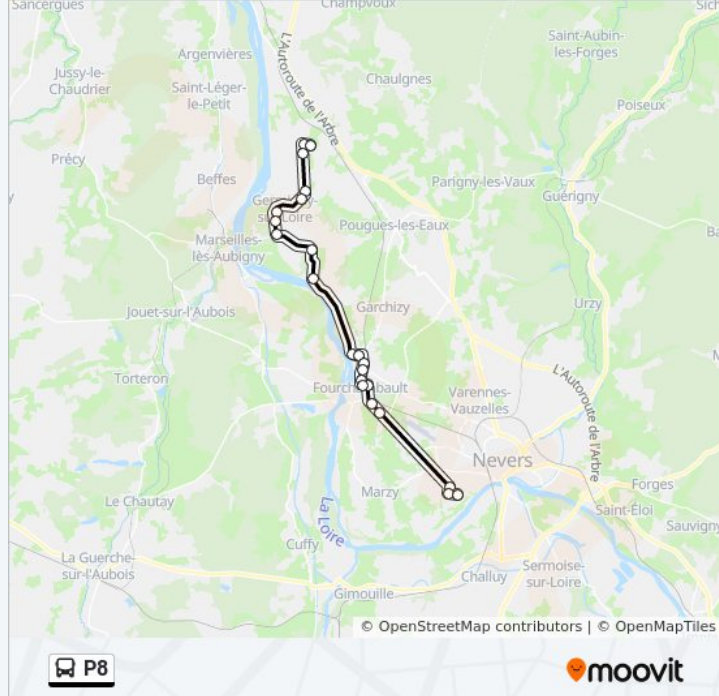 Sancergues
Champvoux
Argenvières
L'Autoroute de l'Arbre
Saint-Aubin-
les-Forges
Jussy-le-
Chaudrier
Saint-Léger-
le-Petit
Chaulgnes
Poiseux
Précy
Beffes
Parigny-les-Vaux
Guérigny
Pougues-les-Eaux
Marseilles-
lès-Aubigny
Jouet-sur-l'Aubois
Garchizy
Urzy
Torteron
L'Autoroute de l'Arbre
Varennes-
Vauzelles
Nevers
Le Chautay
Marzy
Forges
La Loire
Saint-Éloi
Sauvigny
Cuffy
La Guerche-
sur-l'Aubois
Sermoise-
sur-Loire
Challuy
Gimouille
© OpenStreetMap contributors | © OpenMapTiles
P8
moovit